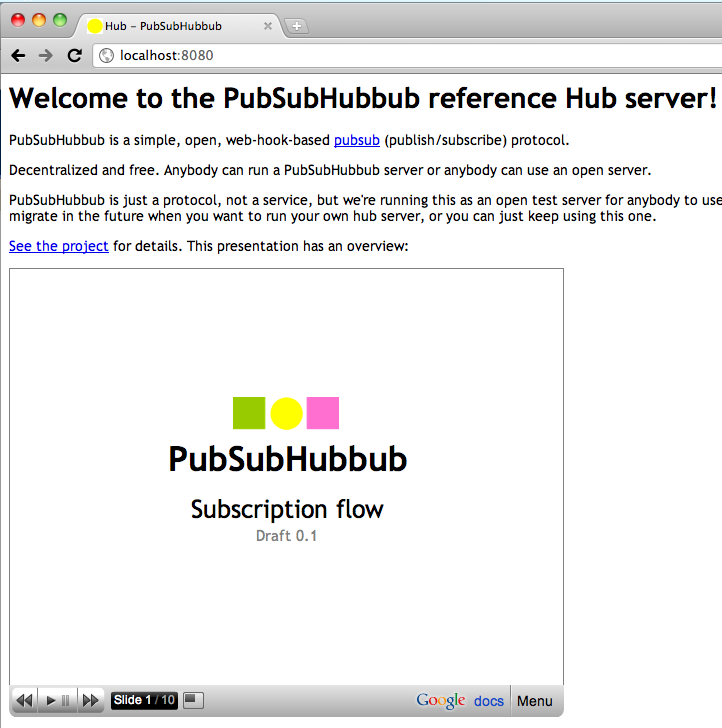 Hub – PubSubHubbub
localhost:8080
Welcome to the PubSubHubbub reference Hub server!
PubSubHubbub is a simple, open, web-hook-based pubsub (publish/subscribe) protocol.
Decentralized and free. Anybody can run a PubSubHubbub server or anybody can use an open server.
PubSubHubbub is just a protocol, not a service, but we're running this as an open test server for anybody to use
migrate in the future when you want to run your own hub server, or you can just keep using this one.
See the project for details. This presentation has an overview:
PubSubHubbub
Subscription flow
Draft 0.1
Slide 1 / 10
Google docs
Menu